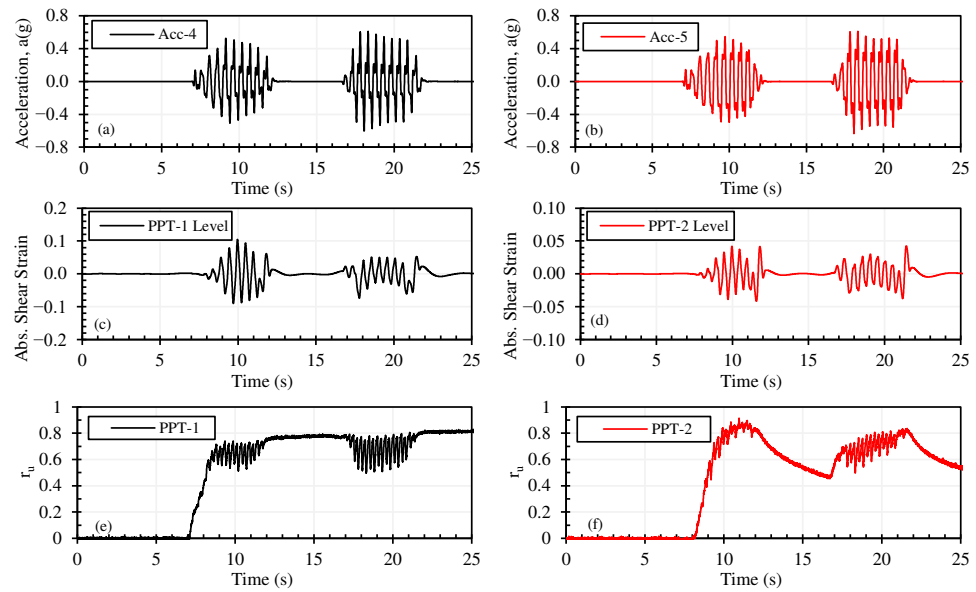 Acceleration, a(g)
0.8
0.4
0.0
−0.4
−0.8
Acc-4
(a)
0 5 10 15 20 25
Time (s)
Acceleration, a(g)
0.8
0.4
0.0
−0.4
−0.8
Acc-5
(b)
0 5 10 15 20 25
Time (s)
Abs. Shear Strain
0.2
0.1
0.0
−0.1
−0.2
PPT-1 Level
(c)
0 5 10 15 20 25
Time (s)
Abs. Shear Strain
0.10
0.05
0.00
−0.05
−0.10
PPT-2 Level
(d)
0 5 10 15 20 25
Time (s)
ru
1
0.8
0.6
0.4
0.2
0
PPT-1
(e)
0 5 10 15 20 25
Time (s)
ru
1
0.8
0.6
0.4
0.2
0
PPT-2
(f)
0 5 10 15 20 25
Time (s)